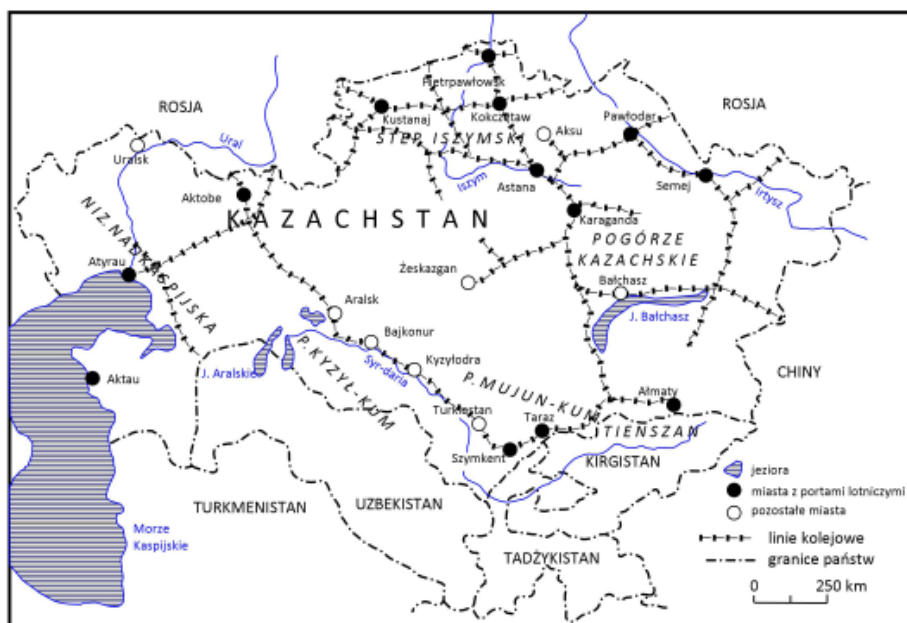 Pietrpawłowsk
ROSJA
Kustanaj
Kokczetaw
Aksu
Pawłodar
ROSJA
STEP ISZYMSKI
Ural
Uralsk
Iszym
Astana
Semej
Irtysz
Aktobe
KAZACHSTAN
Karaganda
NIZ.NADKASPIJSKA
POGÓRZE
KAZACHSKIE
Atyrau
Żeskazgan
Bałchasz
Aralsk
J. Bałchasz
Bajkonur
P.KYZYŁ-KUM
Syr-daria
Kyzyłodra
J. Aralskie
CHINY
Aktau
P.MUJUN-KUM
Ałmaty
Turkiestan
Taraz
TIENSZAN
Szymkent
KIRGISTAN
TURKMENISTAN
UZBEKISTAN
Morze
Kaspijskie
TADŻYKISTAN
jeziora
miasta z portami lotniczymi
pozostałe miasta
linie kolejowe
granice państw
0 250 km